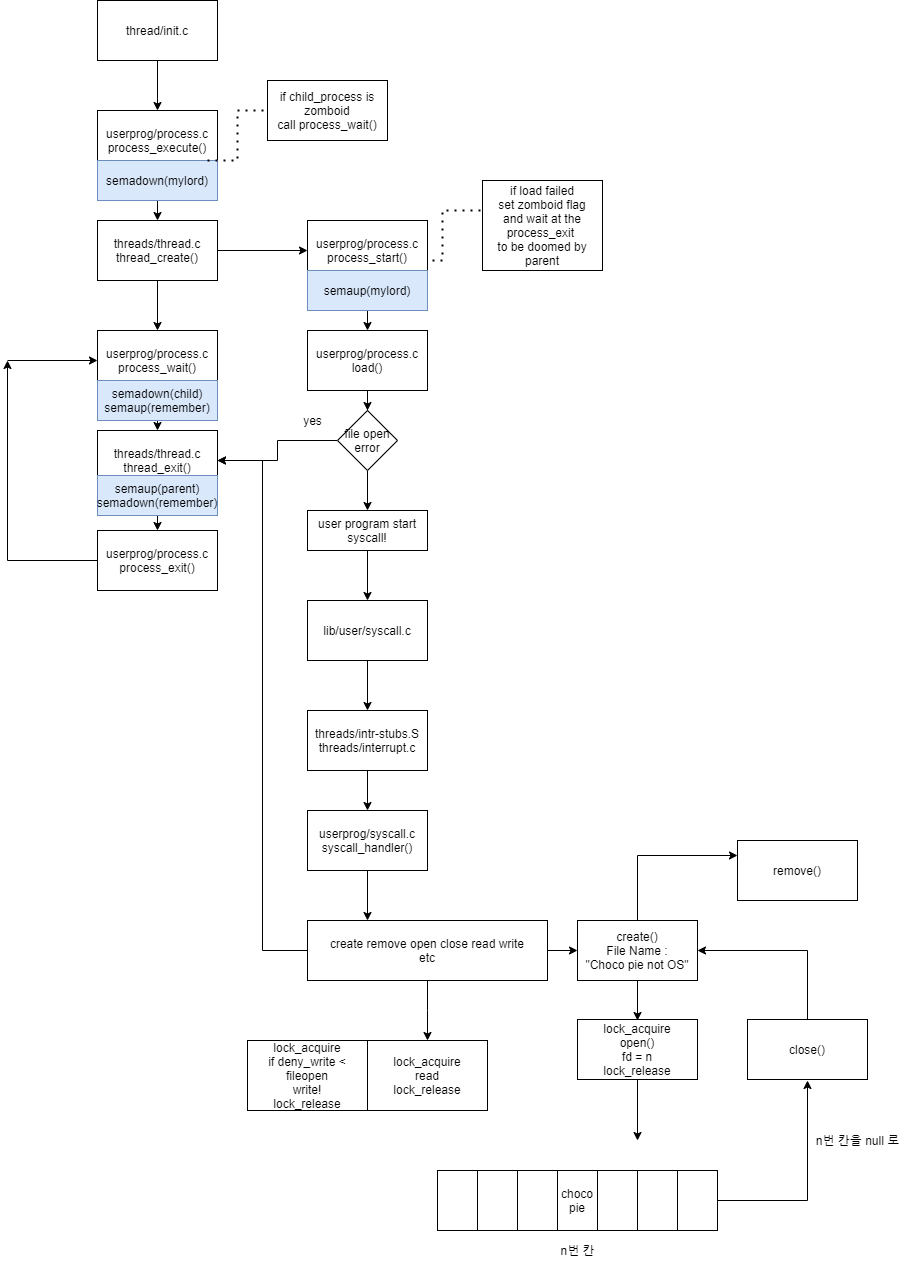 thread/init.c
if child_process is
zomboid
call process_wait()
userprog/process.c
process_execute()
semadown(mylord)
if load failed
set zomboid flag
and wait at the
process_exit
to be doomed by
parent
threads/thread.c
thread_create()
userprog/process.c
process_start()
semaup(mylord)
userprog/process.c
process_wait()
semadown(child)
semaup(remember)
userprog/process.c
load()
yes
file open
error
threads/thread.c
thread_exit()
semaup(parent)
semadown(remember)
userprog/process.c
process_exit()
user program start
syscall!
lib/user/syscall.c
threads/intr-stubs.S
threads/interrupt.c
userprog/syscall.c
syscall_handler()
remove()
create remove open close read write
etc
create()
File Name :
"Choco pie not OS"
lock_acquire
if deny_write <
fileopen
write!
lock_release
lock_acquire
read
lock_release
lock_acquire
open()
fd = n
lock_release
close()
n번 칸을 null 로
choco
pie
n번 칸